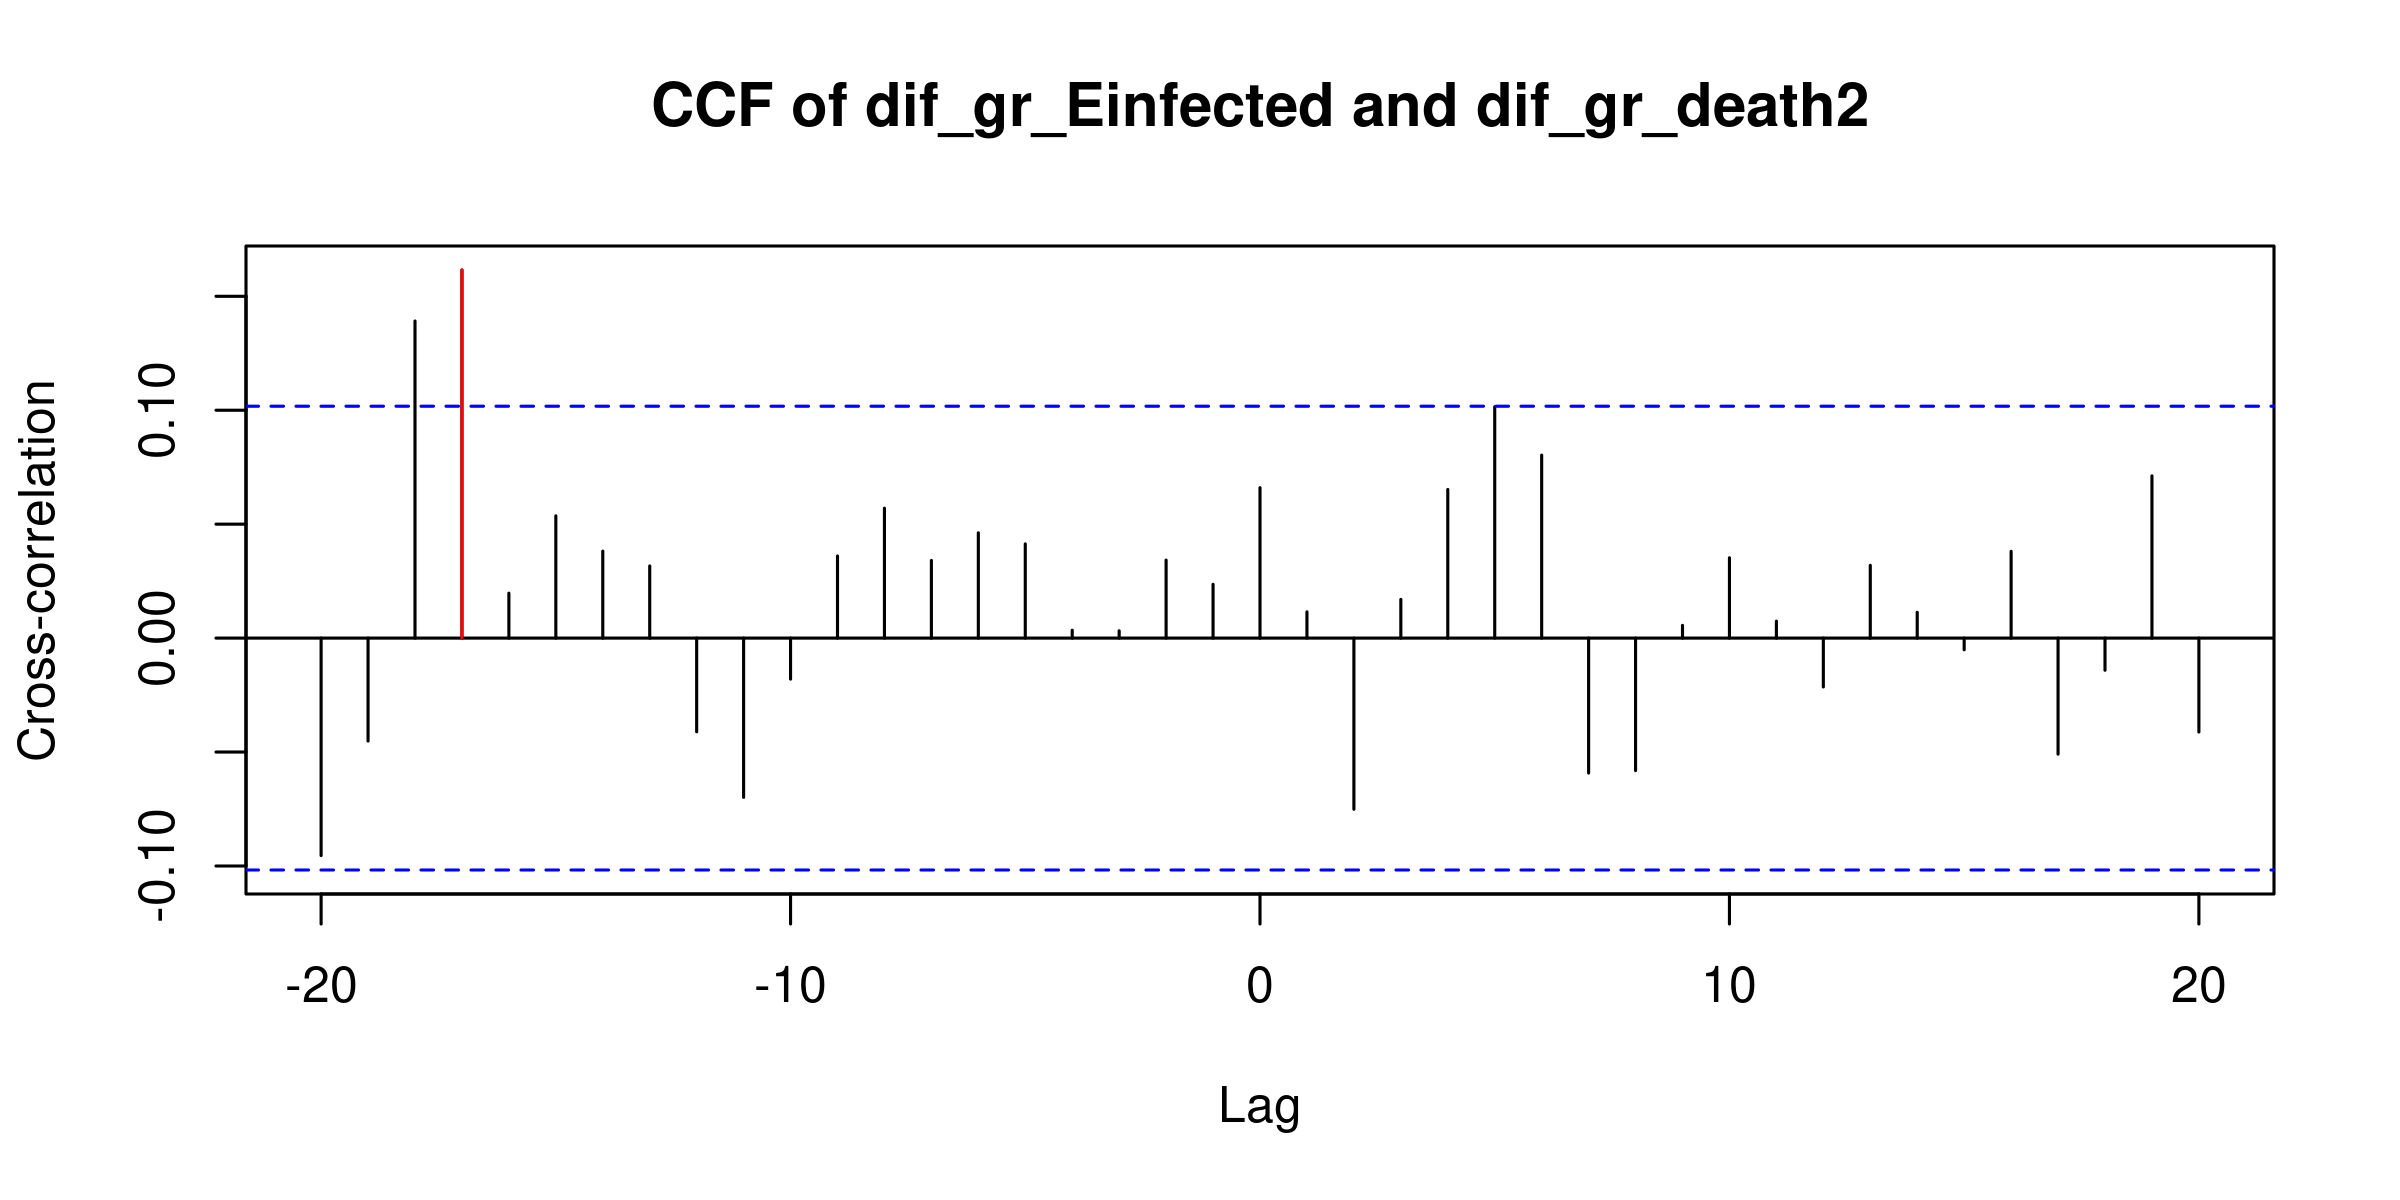 CCF of dif_gr_Einfected and dif_gr_death2
Cross-correlation
0.10
0.00
-0.10
-20
-10
0
10
20
Lag